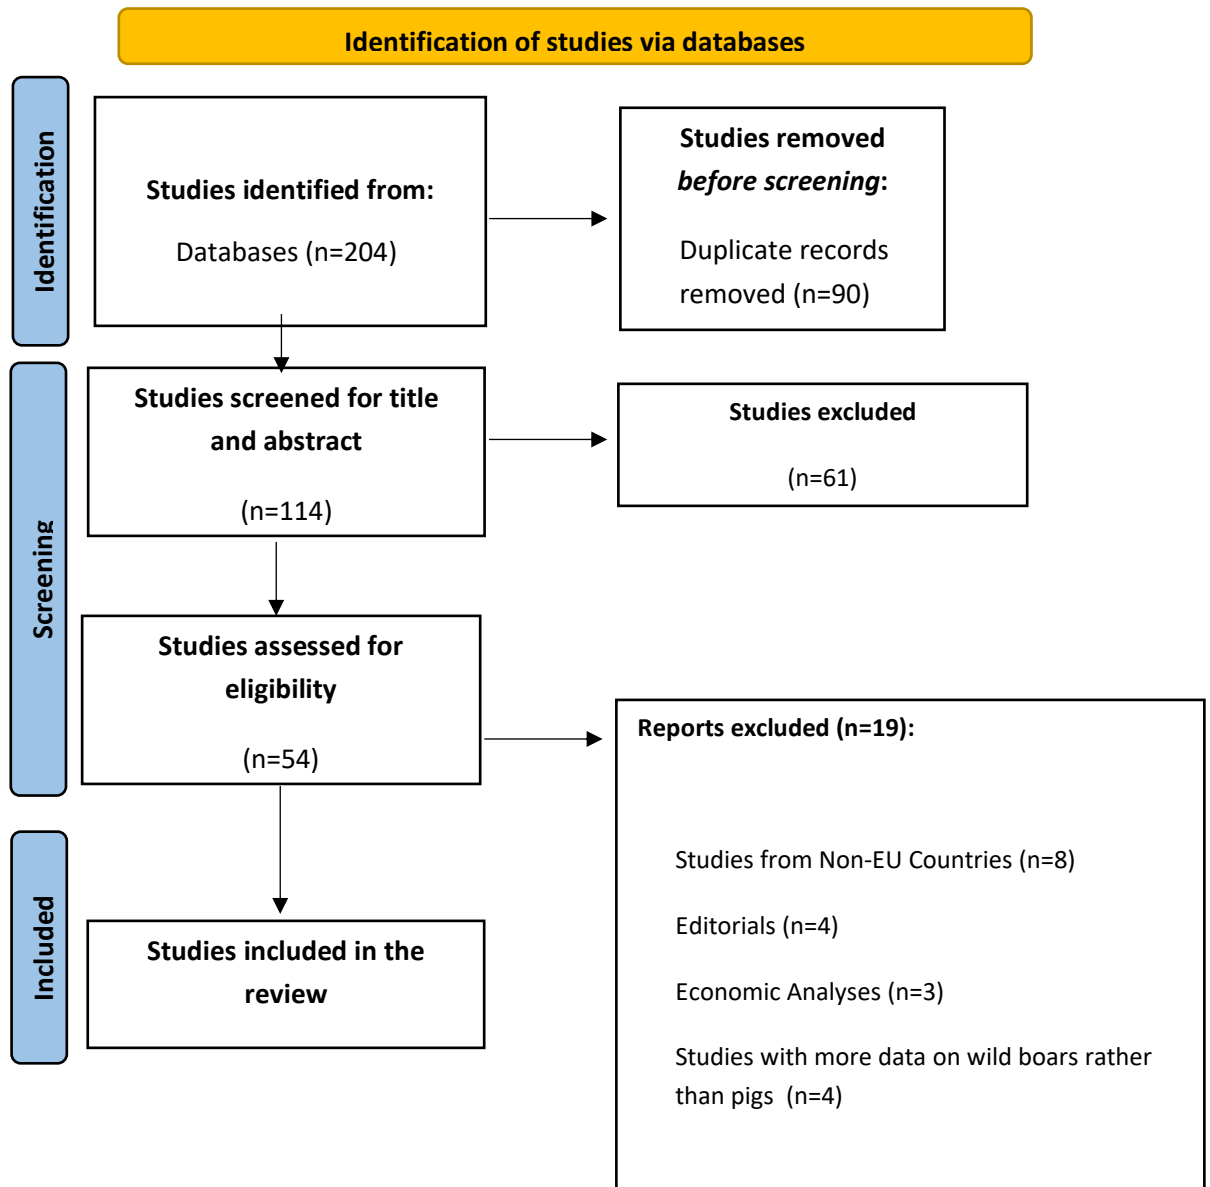 Identification of studies via databases
Identification
Studies identified from:
Databases (n=204)
Studies removed
before screening:
Duplicate records
removed (n=90)
Screening
Studies screened for title
and abstract
(n=114)
Studies excluded
(n=61)
Studies assessed for
eligibility
(n=54)
Reports excluded (n=19):
Studies from Non-EU Countries (n=8)
Editorials (n=4)
Economic Analyses (n=3)
Studies with more data on wild boars rather
than pigs (n=4)
Included
Studies included in the
review